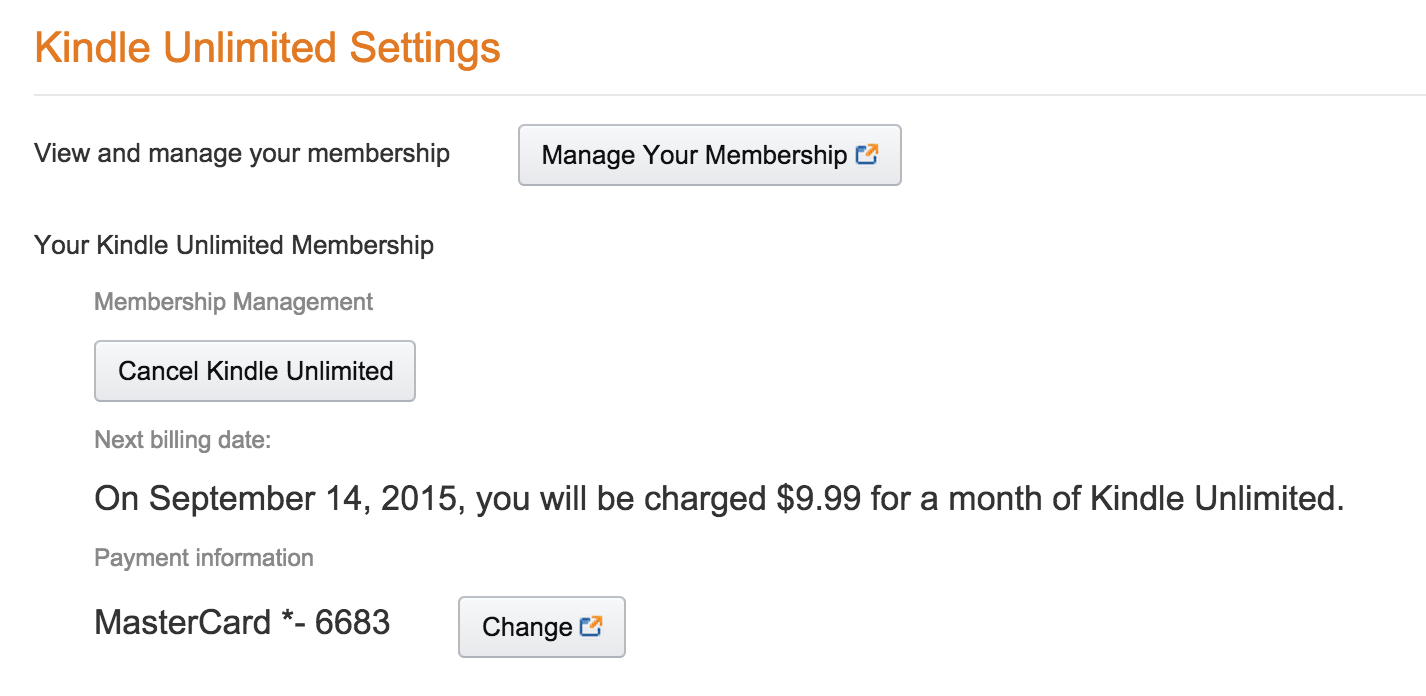 Kindle Unlimited Settings
View and manage your membership Manage Your Membership
Your Kindle Unlimited Membership
Membership Management
Cancel Kindle Unlimited
Next billing date:
On September 14, 2015, you will be charged $9.99 for a month of Kindle Unlimited.
Payment information
MasterCard *- 6683 Change